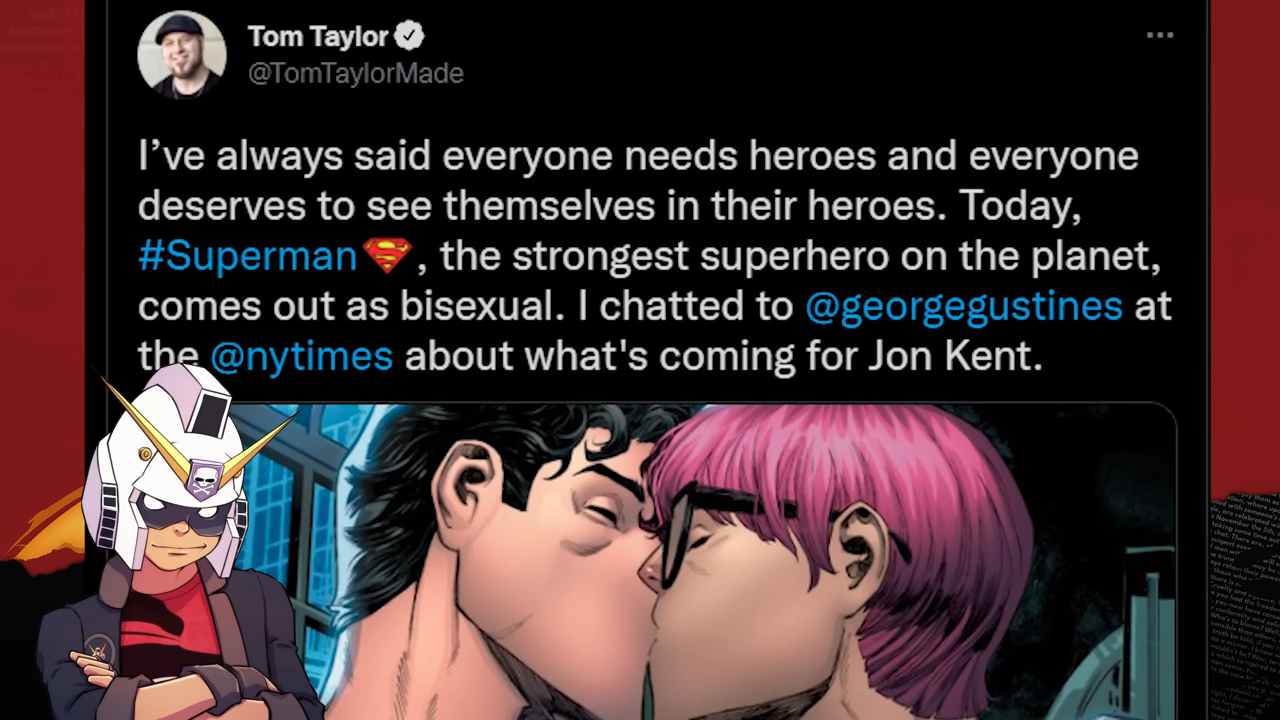 Tom Taylor
@TomTaylorMade
I’ve always said everyone needs heroes and everyone
deserves to see themselves in their heroes. Today,
#Superman , the strongest superhero on the planet,
comes out as bisexual. I chatted to @georgegustines at
the @nytimes about what's coming for Jon Kent.